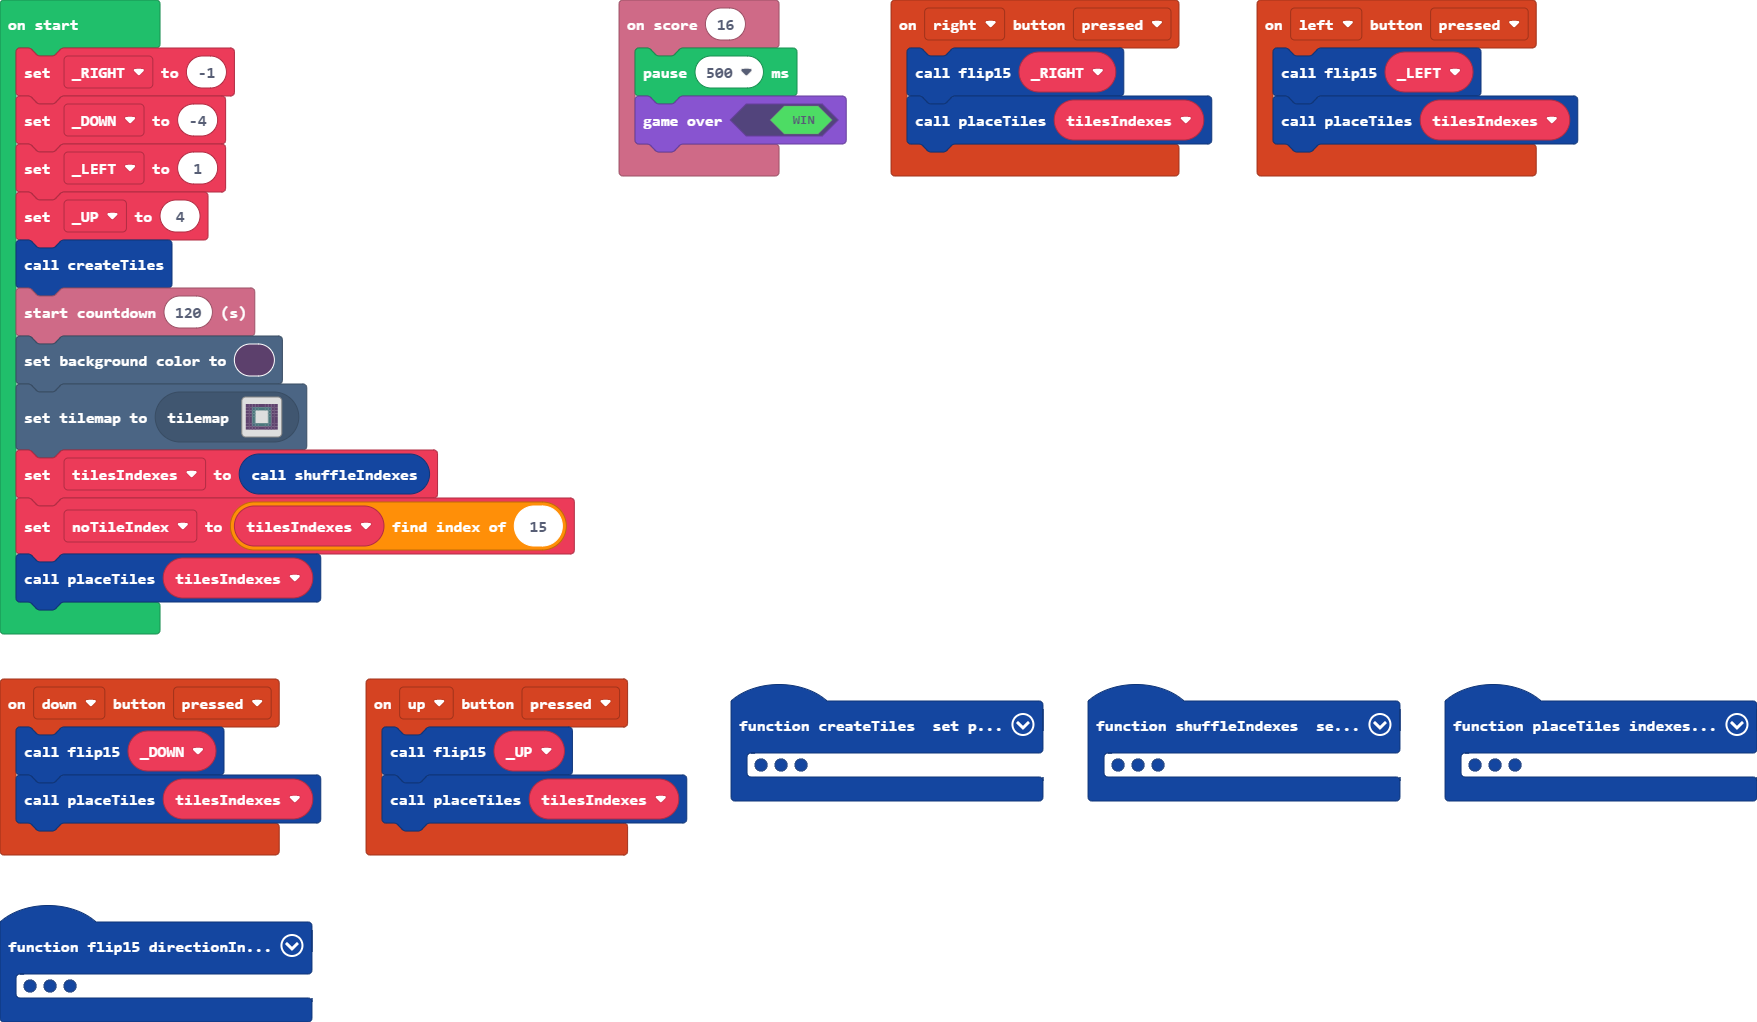 on start
set _RIGHT to -1
set _DOWN to -4
set _LEFT to 1
set _UP to 4
call createTiles
start countdown 120 (s)
set background color to
set tilemap to tilemap
set tilesIndexes to call shuffleIndexes
set noTileIndex to tilesIndexes find index of 15
call placeTiles tilesIndexes
on score 16
pause 500 ms
game over WIN
on right button pressed
call flip15 _RIGHT
call placeTiles tilesIndexes
on left button pressed
call flip15 _LEFT
call placeTiles tilesIndexes
on down button pressed
call flip15 _DOWN
call placeTiles tilesIndexes
on up button pressed
call flip15 _UP
call placeTiles tilesIndexes
function createTiles set p...
function shuffleIndexes se...
function placeTiles indexes...
function flip15 directionIn...